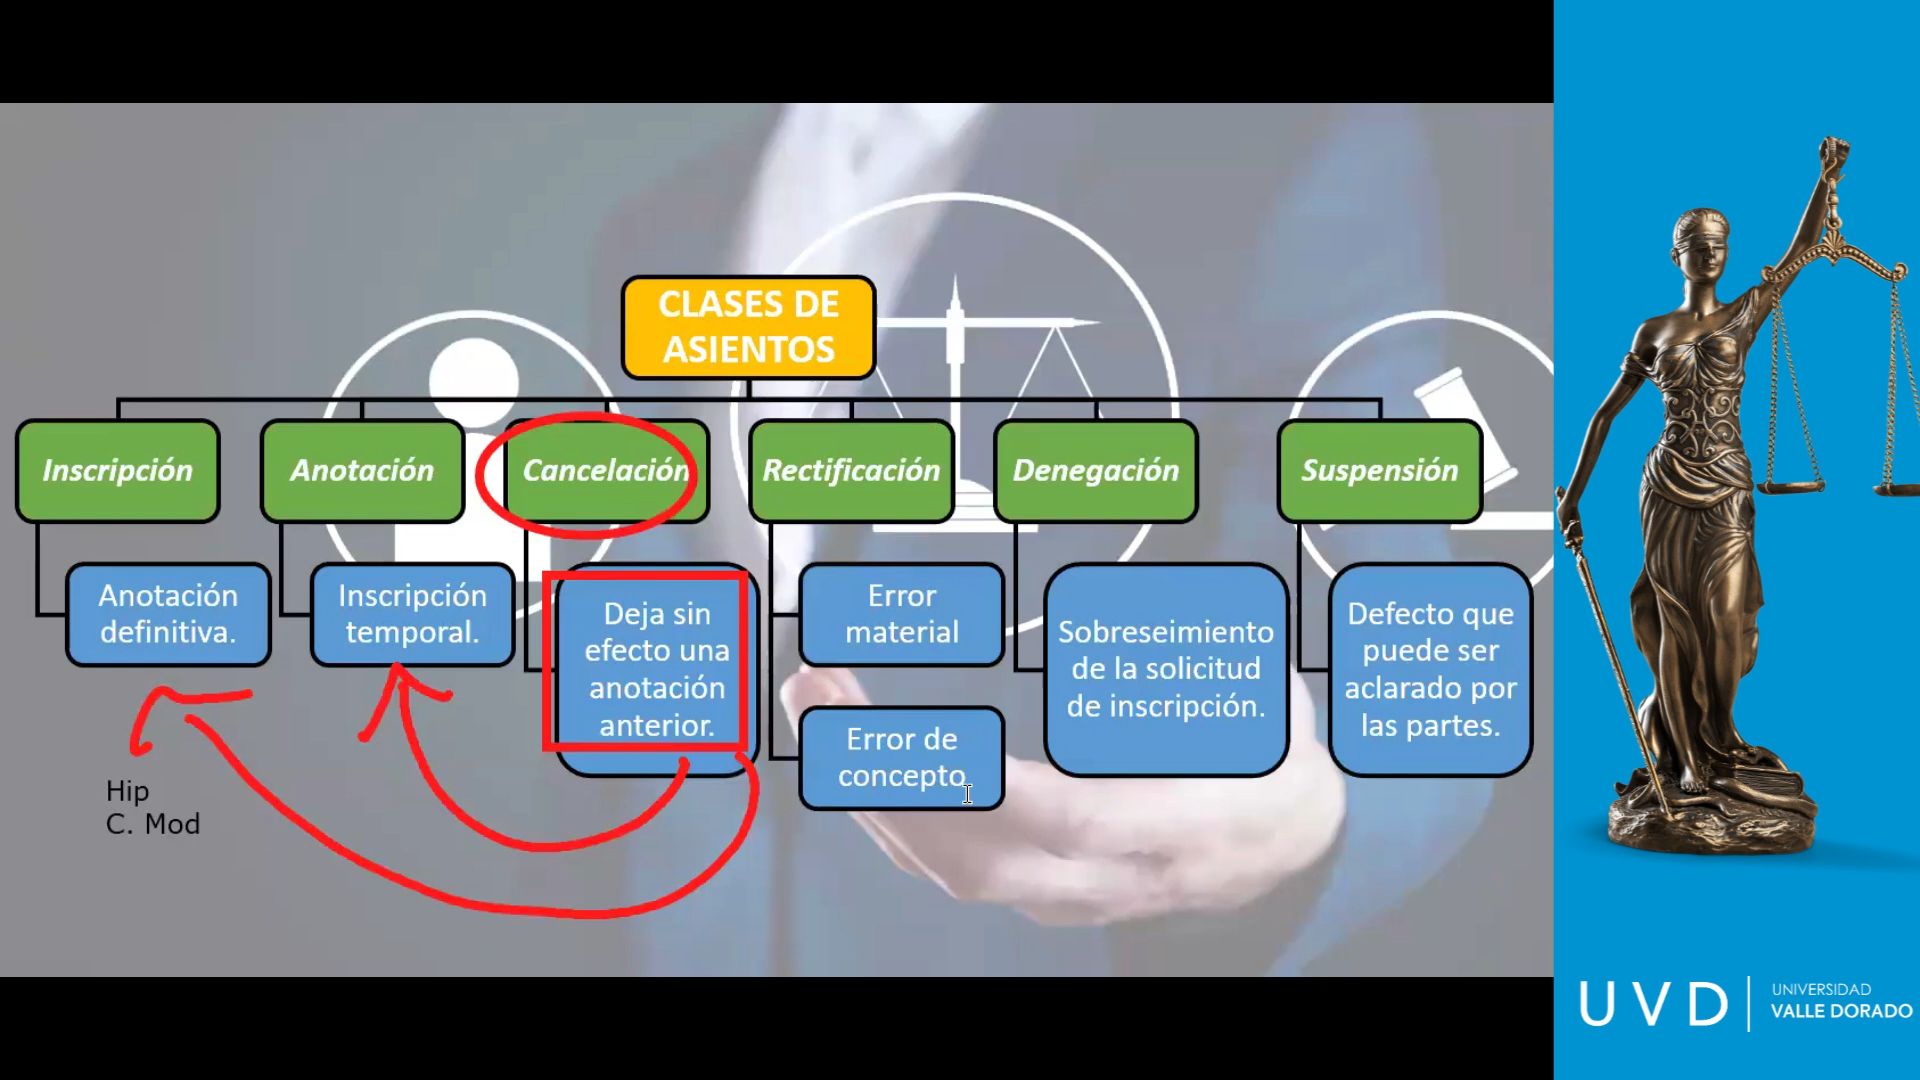 CLASES DE
ASIENTOS
Inscripción
Anotación
definitiva.
Anotación
Inscripción
temporal.
Cancelación
Deja sin
efecto una
anotación
anterior.
Rectificación
Error
material
Error de
concepto
Denegación
Sobreseimiento
de la solicitud
de inscripción.
Suspensión
Defecto que
puede ser
aclarado por
las partes.
Hip
C. Mod
UVD
UNIVERSIDAD
VALLE DORADO